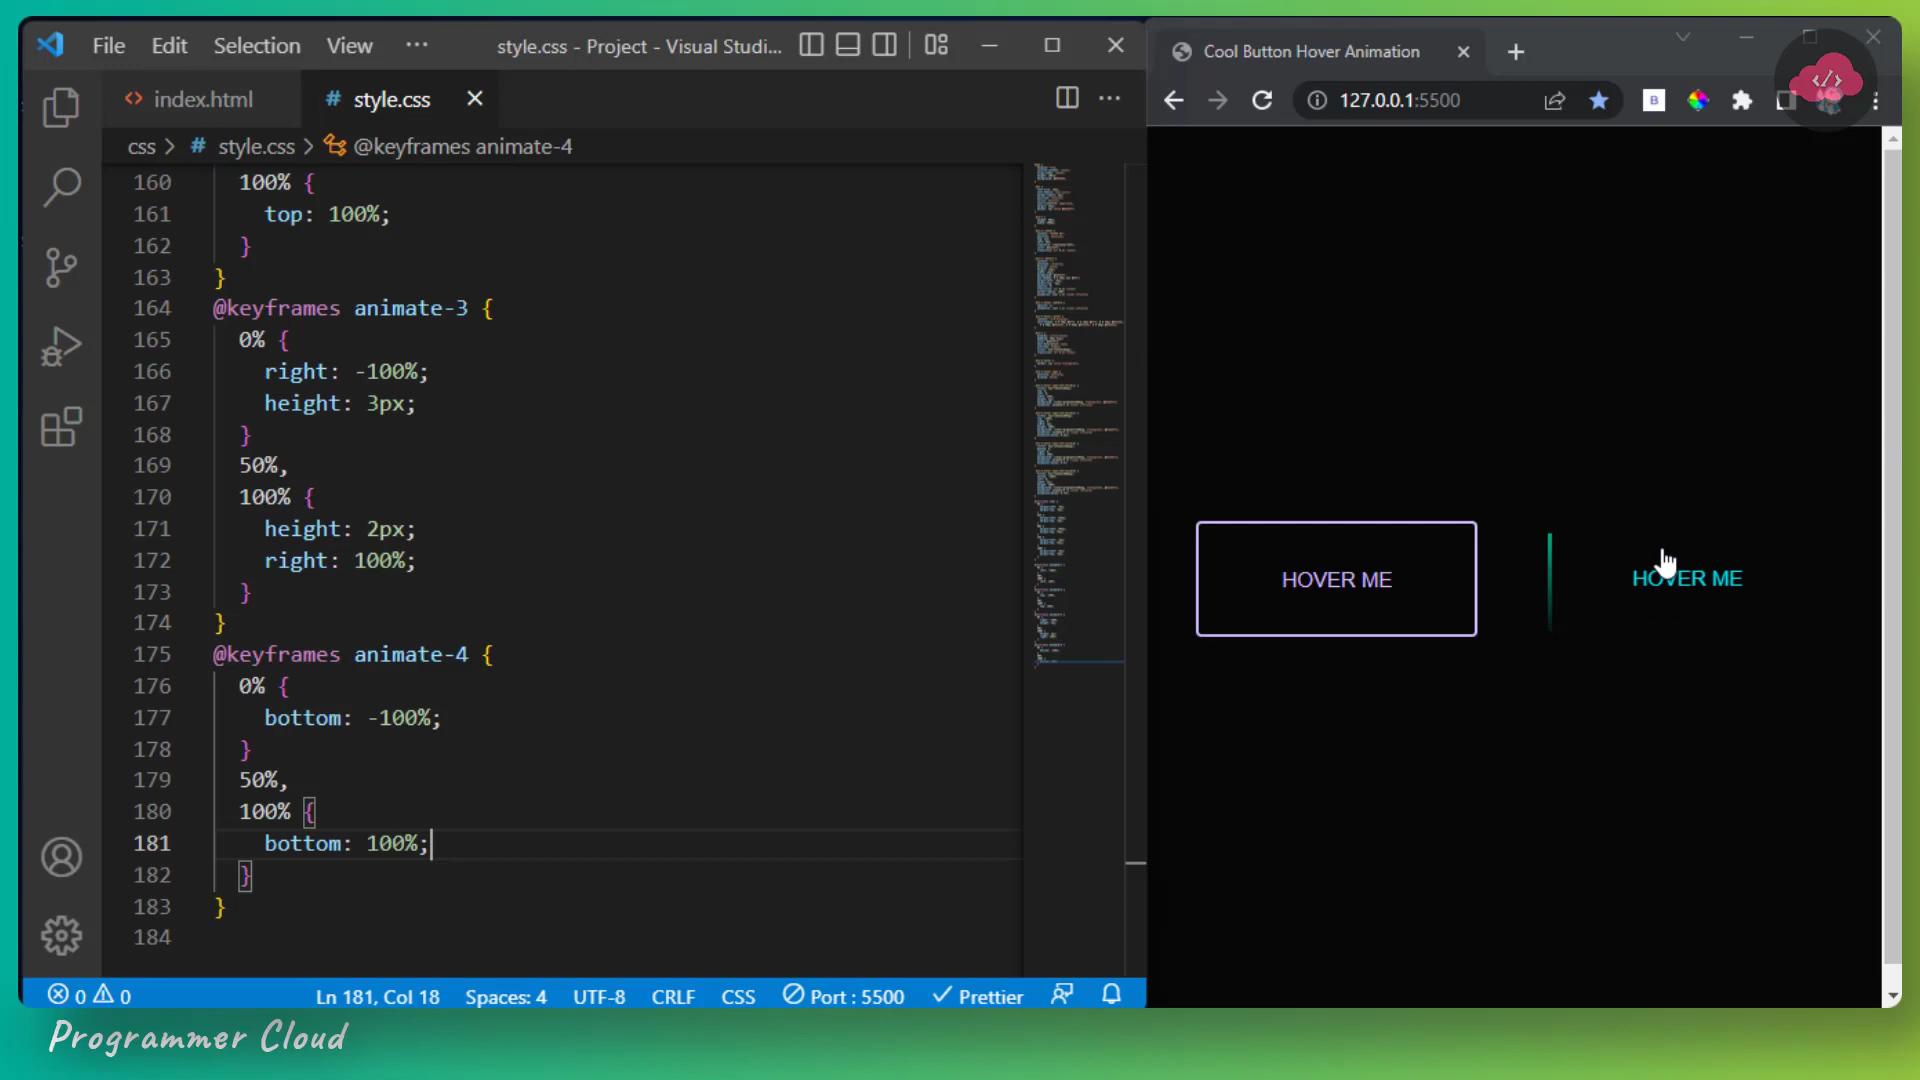 File Edit Selection View ··· style.css - Project - Visual Studi...
index.html # style.css
css > # style.css > @keyframes animate-4
160 100% {
161 top: 100%;
162 }
163 }
164 @keyframes animate-3 {
165 0% {
166 right: -100%;
167 height: 3px;
168 }
169 50%,
170 100% {
171 height: 2px;
172 right: 100%;
173 }
174 }
175 @keyframes animate-4 {
176 0% {
177 bottom: -100%;
178 }
179 50%,
180 100% {
181 bottom: 100%;
182 }
183 }
184
0 0 Ln 181, Col 18 Spaces: 4 UTF-8 CRLF CSS Port : 5500 Prettier
Cool Button Hover Animation
127.0.0.1:5500
B
HOVER ME
HOVER ME
Programmer Cloud